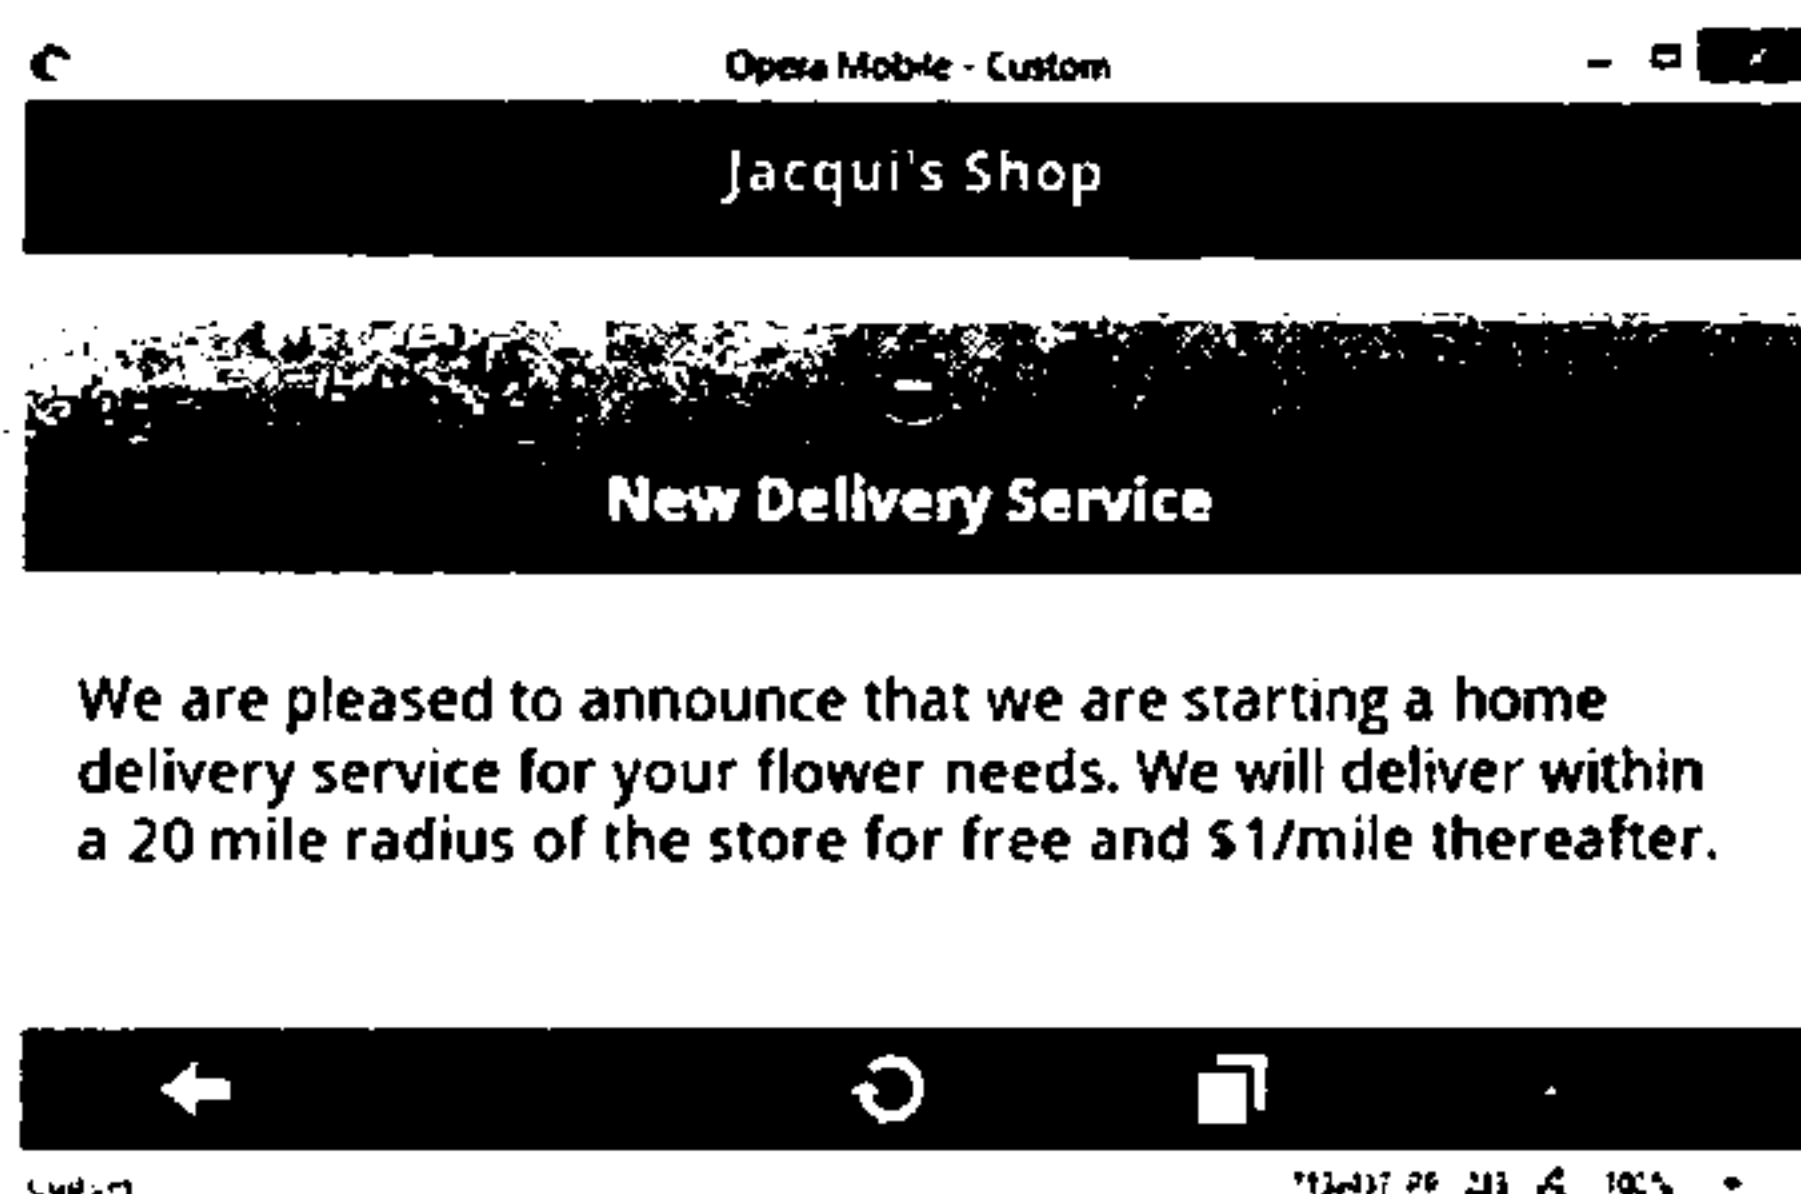 Opera Mobile - Custom
Jacqui's Shop
New Delivery Service
We are pleased to announce that we are starting a home
delivery service for your flower needs. We will deliver within
a 20 mile radius of the store for free and $1/mile thereafter.
Custom 100%